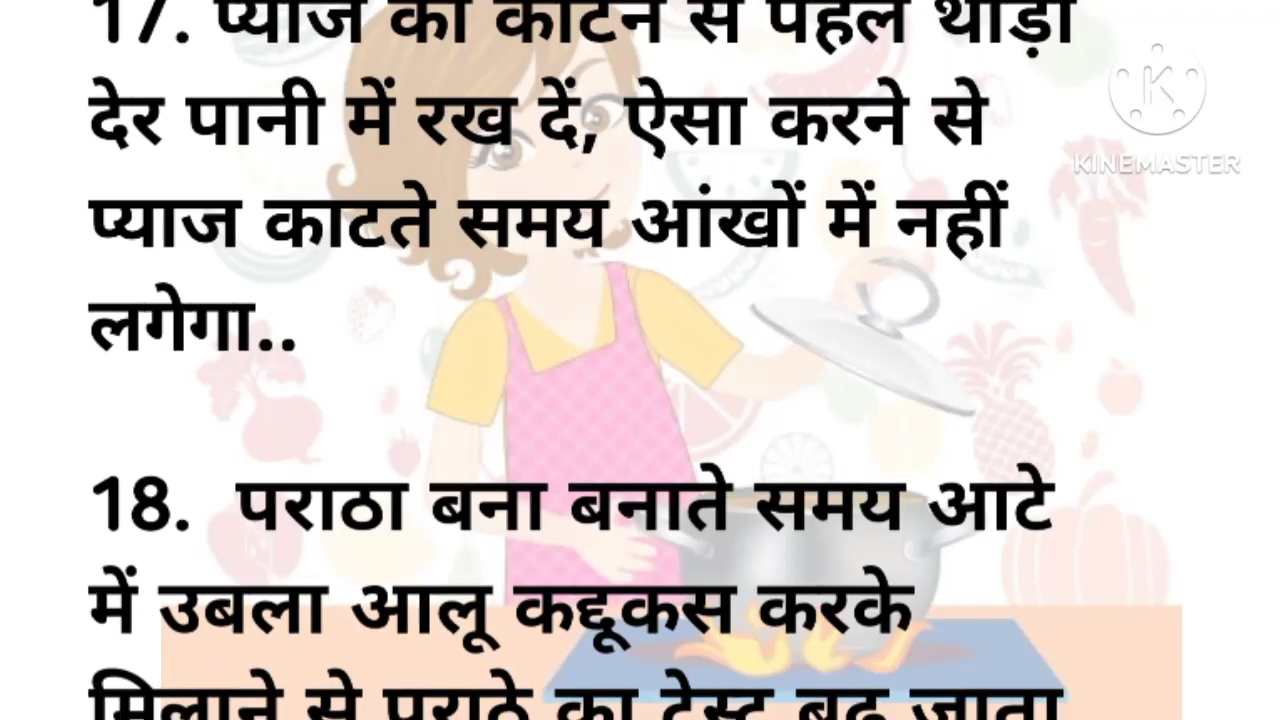 17. प्याज को काटने से पहले थोड़ी
देर पानी में रख दें, ऐसा करने से
प्याज काटते समय आंखों में नहीं
लगेगा..
18. पराठा बना बनाते समय आटे
में उबला आलू कद्दूकस करके
मिलाने से पराठे का टेस्ट बढ़ जाता
K
KINEMASTER